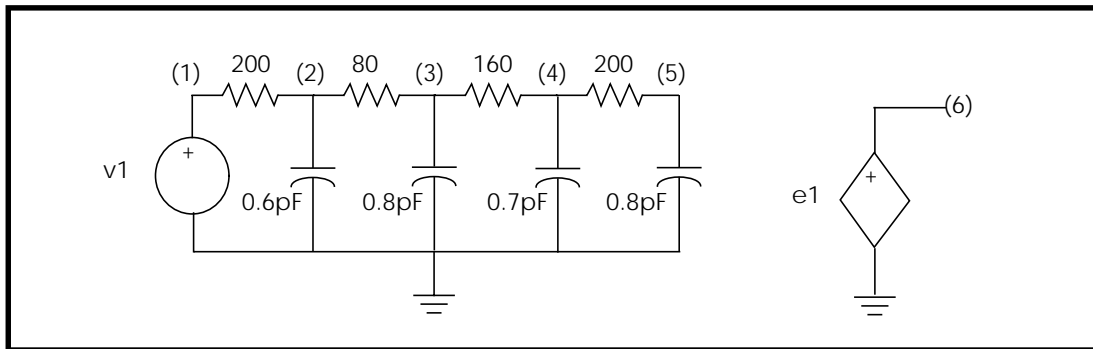 200 80 160 200
(1) (2) (3) (4) (5)
(6)
+ +
v1 e1
0.6pF 0.8pF 0.7pF 0.8pF